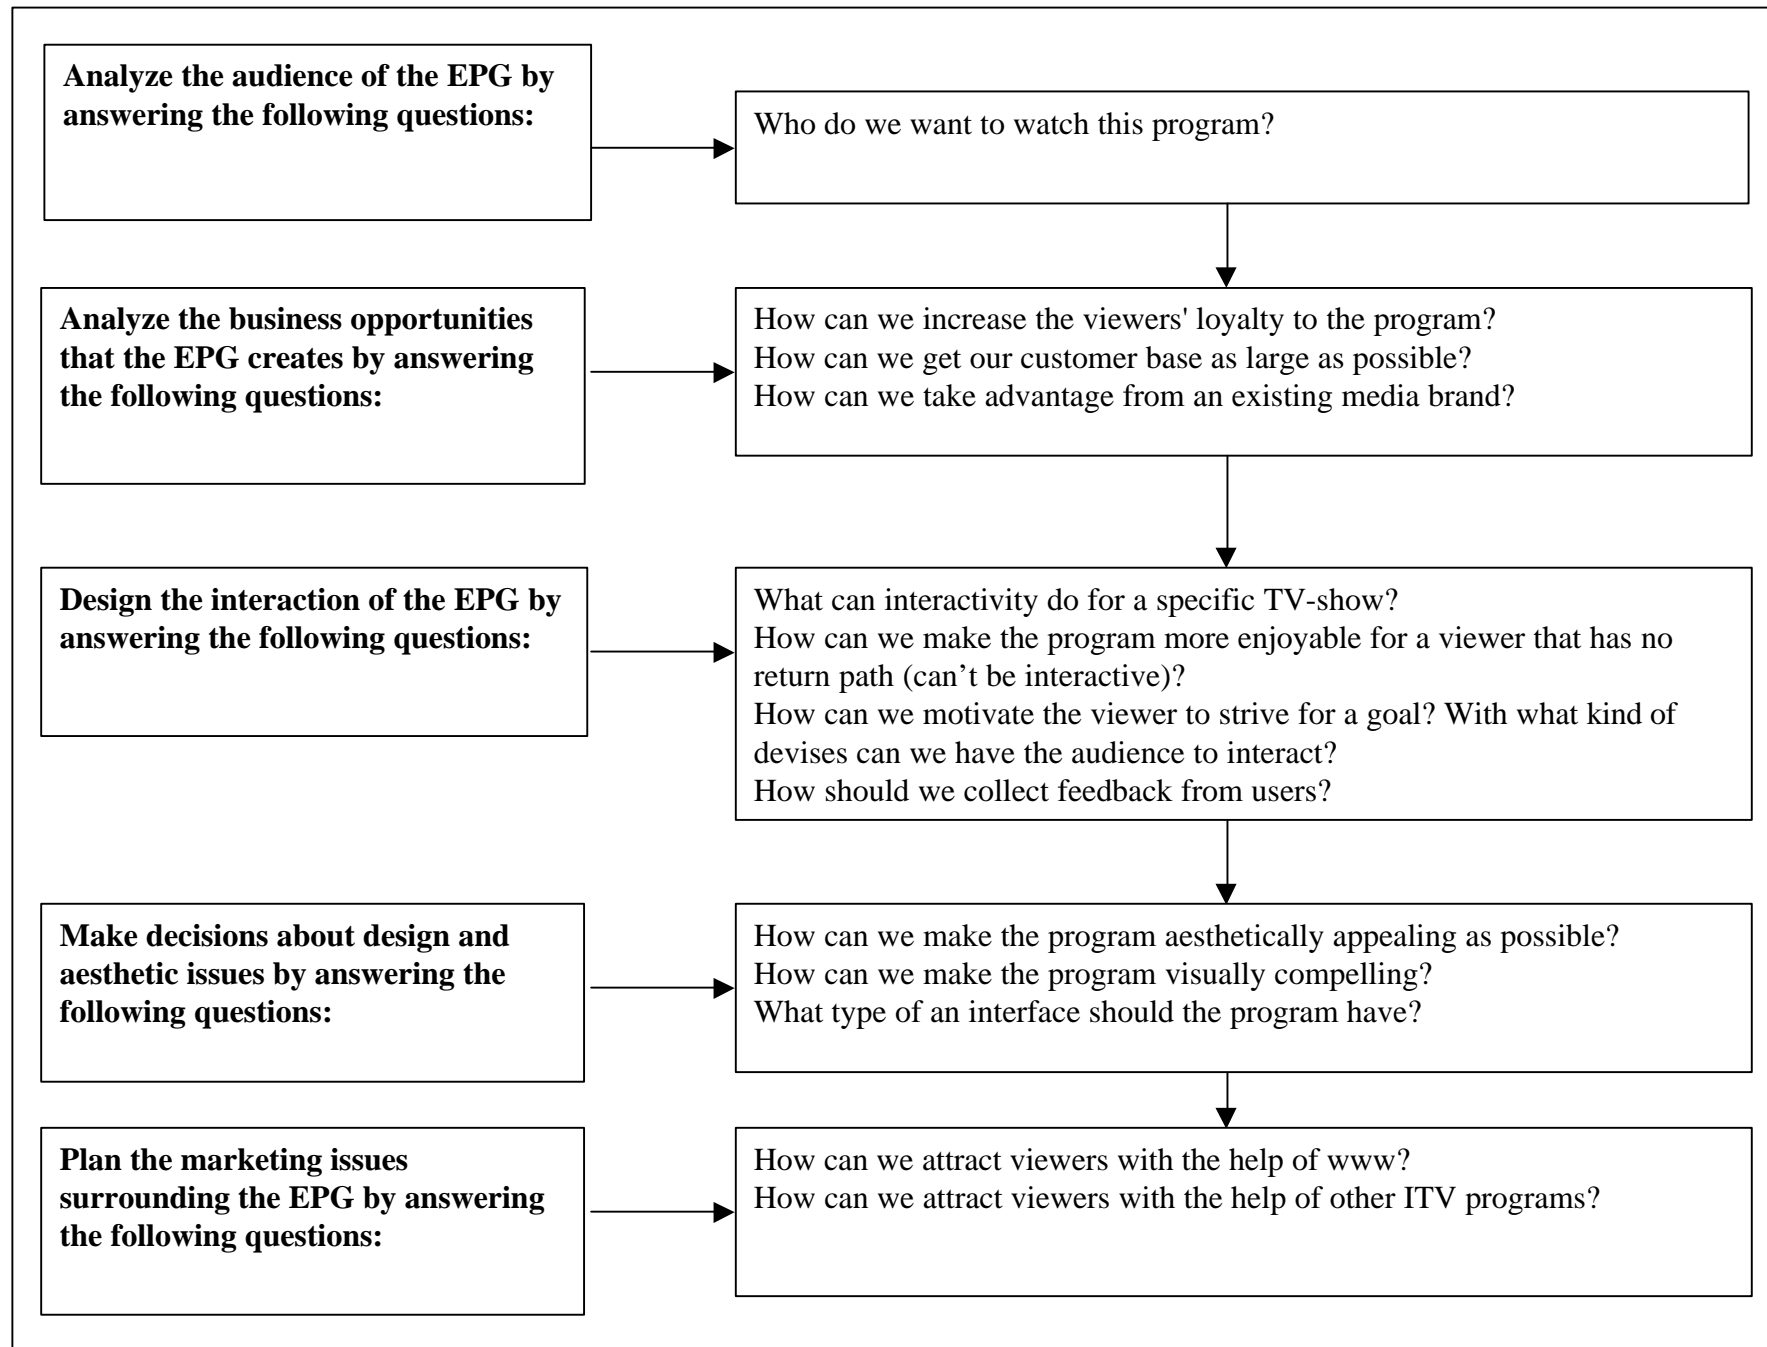 Analyze the audience of the EPG by
answering the following questions:
Who do we want to watch this program?
Analyze the business opportunities
that the EPG creates by answering
the following questions:
How can we increase the viewers' loyalty to the program?
How can we get our customer base as large as possible?
How can we take advantage from an existing media brand?
Design the interaction of the EPG by
answering the following questions:
What can interactivity do for a specific TV-show?
How can we make the program more enjoyable for a viewer that has no
return path (can’t be interactive)?
How can we motivate the viewer to strive for a goal? With what kind of
devises can we have the audience to interact?
How should we collect feedback from users?
Make decisions about design and
aesthetic issues by answering the
following questions:
How can we make the program aesthetically appealing as possible?
How can we make the program visually compelling?
What type of an interface should the program have?
Plan the marketing issues
surrounding the EPG by answering
the following questions:
How can we attract viewers with the help of www?
How can we attract viewers with the help of other ITV programs?